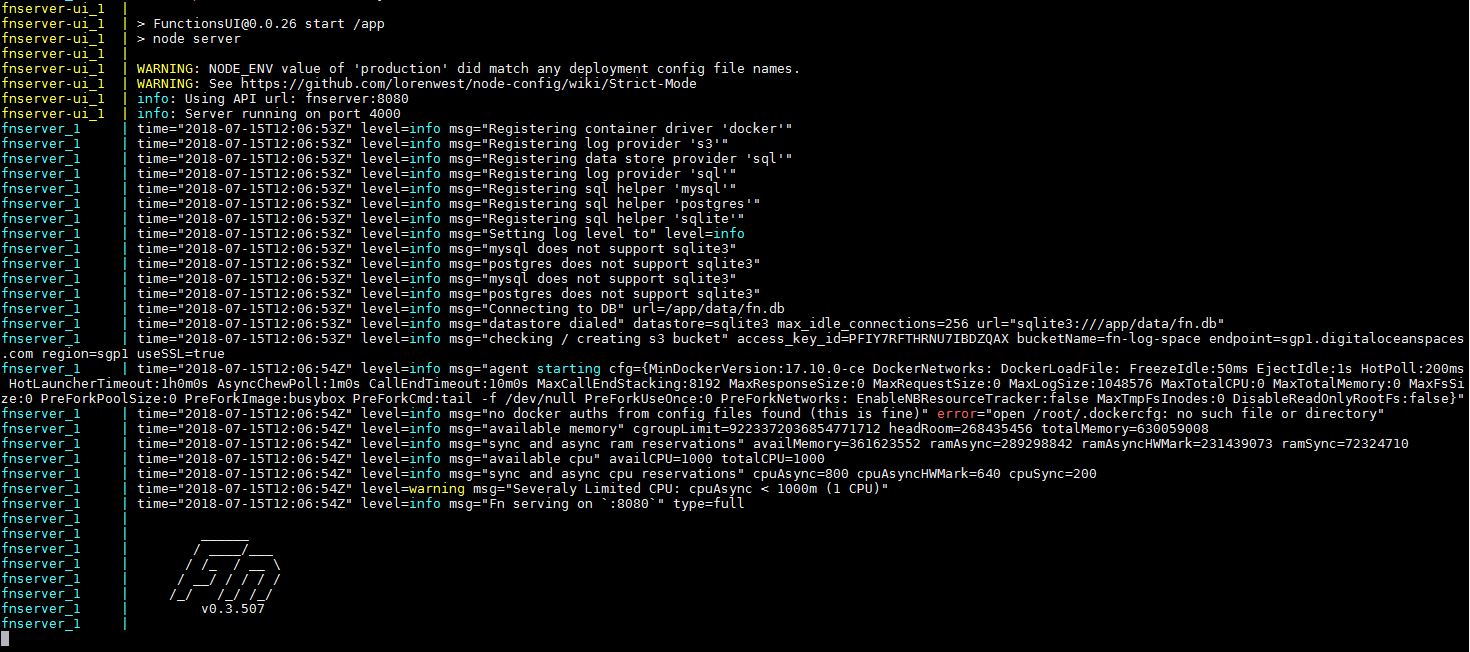 fnserver-ui_1  |
fnserver-ui_1  | > FunctionsUI@0.0.26 start /app
fnserver-ui_1  | > node server
fnserver-ui_1  |
fnserver-ui_1  | WARNING: NODE_ENV value of 'production' did match any deployment config file names.
fnserver-ui_1  | WARNING: See https://github.com/lorenwest/node-config/wiki/Strict-Mode
fnserver-ui_1  | info: Using API url: fnserver:8080
fnserver-ui_1  | info: Server running on port 4000
fnserver_1     | time="2018-07-15T12:06:53Z" level=info msg="Registering container driver 'docker'"
fnserver_1     | time="2018-07-15T12:06:53Z" level=info msg="Registering log provider 's3'"
fnserver_1     | time="2018-07-15T12:06:53Z" level=info msg="Registering data store provider 'sql'"
fnserver_1     | time="2018-07-15T12:06:53Z" level=info msg="Registering log provider 'sql'"
fnserver_1     | time="2018-07-15T12:06:53Z" level=info msg="Registering sql helper 'mysql'"
fnserver_1     | time="2018-07-15T12:06:53Z" level=info msg="Registering sql helper 'postgres'"
fnserver_1     | time="2018-07-15T12:06:53Z" level=info msg="Registering sql helper 'sqlite'"
fnserver_1     | time="2018-07-15T12:06:53Z" level=info msg="Setting log level to" level=info
fnserver_1     | time="2018-07-15T12:06:53Z" level=info msg="mysql does not support sqlite3"
fnserver_1     | time="2018-07-15T12:06:53Z" level=info msg="postgres does not support sqlite3"
fnserver_1     | time="2018-07-15T12:06:53Z" level=info msg="mysql does not support sqlite3"
fnserver_1     | time="2018-07-15T12:06:53Z" level=info msg="postgres does not support sqlite3"
fnserver_1     | time="2018-07-15T12:06:53Z" level=info msg="Connecting to DB" url=/app/data/fn.db
fnserver_1     | time="2018-07-15T12:06:53Z" level=info msg="datastore dialed" datastore=sqlite3 max_idle_connections=256 url="sqlite3:///app/data/fn.db"
fnserver_1     | time="2018-07-15T12:06:53Z" level=info msg="checking / creating s3 bucket" access_key_id=PFIY7RFTHRNU7IBDZQAX bucketName=fn-log-space endpoint=sgp1.digitaloceanspaces
.com region=sgp1 useSSL=true
fnserver_1     | time="2018-07-15T12:06:54Z" level=info msg="agent starting cfg={MinDockerVersion:17.10.0-ce DockerNetworks: DockerLoadFile: FreezeIdle:50ms EjectIdle:1s HotPoll:200ms
 HotLauncherTimeout:1h0m0s AsyncChewPoll:1m0s CallEndTimeout:10m0s MaxCallEndStacking:8192 MaxResponseSize:0 MaxRequestSize:0 MaxLogSize:1048576 MaxTotalCPU:0 MaxTotalMemory:0 MaxFsSi
ze:0 PreForkPoolSize:0 PreForkImage:busybox PreForkCmd:tail -f /dev/null PreForkUseOnce:0 PreForkNetworks: EnableNBResourceTracker:false MaxTmpFsInodes:0 DisableReadOnlyRootFs:false}"
fnserver_1     | time="2018-07-15T12:06:54Z" level=info msg="no docker auths from config files found (this is fine)" error="open /root/.dockercfg: no such file or directory"
fnserver_1     | time="2018-07-15T12:06:54Z" level=info msg="available memory" cgroupLimit=9223372036854771712 headRoom=268435456 totalMemory=630059008
fnserver_1     | time="2018-07-15T12:06:54Z" level=info msg="sync and async ram reservations" availMemory=361623552 ramAsync=289298842 ramAsyncHWMark=231439073 ramSync=72324710
fnserver_1     | time="2018-07-15T12:06:54Z" level=info msg="available cpu" availCPU=1000 totalCPU=1000
fnserver_1     | time="2018-07-15T12:06:54Z" level=info msg="sync and async cpu reservations" cpuAsync=800 cpuAsyncHWMark=640 cpuSync=200
fnserver_1     | time="2018-07-15T12:06:54Z" level=warning msg="Severaly Limited CPU: cpuAsync < 1000m (1 CPU)"
fnserver_1     | time="2018-07-15T12:06:54Z" level=info msg="Fn serving on `:8080`" type=full
fnserver_1     |
fnserver_1     |         ______
fnserver_1     |        / ____/___
fnserver_1     |       / /_  / __ \
fnserver_1     |      / __/ / / / /
fnserver_1     |     /_/   /_/ /_/
fnserver_1     |         v0.3.507
fnserver_1     |